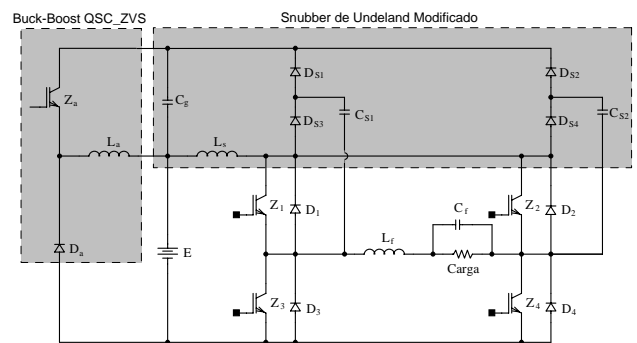 Buck-Boost QSC_ZVS
Snubber de Undeland Modificado
Za
Cg
DS1
DS2
CS1
CS2
DS3
DS4
La
Ls
Z1
D1
Z2
D2
Cf
Da
E
Lf
Carga
Z3
D3
Z4
D4